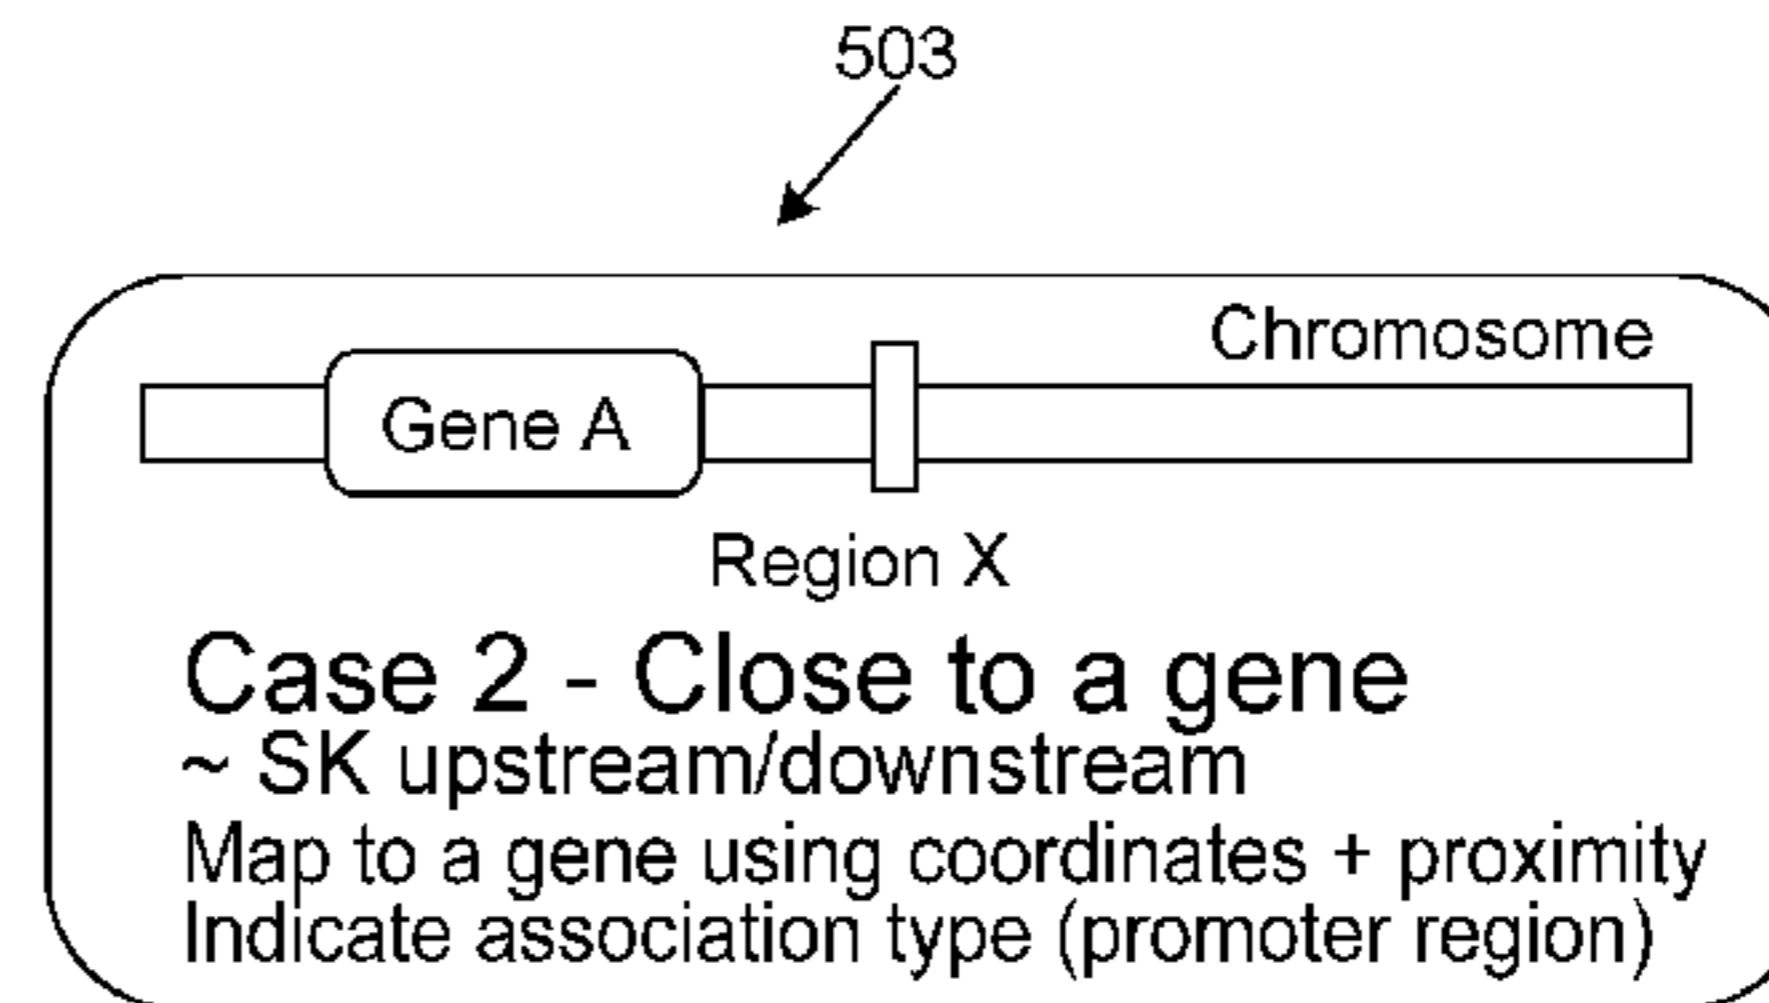 503
Chromosome
Gene A
Region X
Case 2 - Close to a gene
~ SK upstream/downstream
Map to a gene using coordinates + proximity
Indicate association type (promoter region)